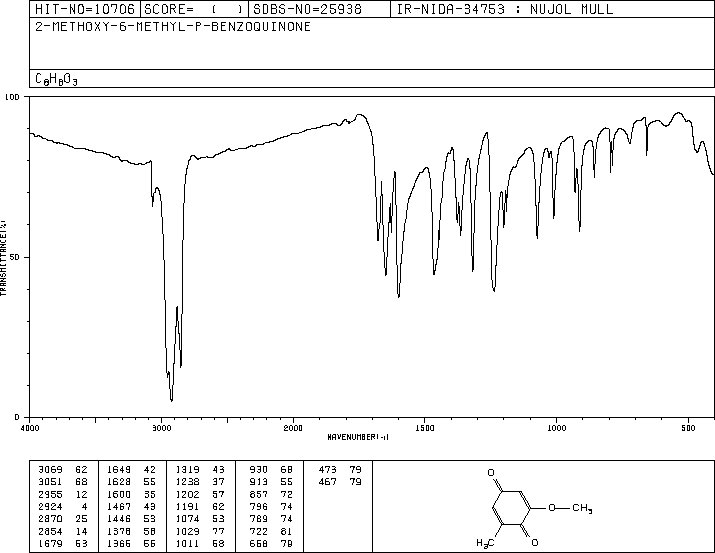 HIT-NO=10706 SCORE= ( ) SDBS-NO=25938 IR-NIDA-34753 : NUJOL MULL
2-METHOXY-6-METHYL-P-BENZOQUINONE
C8H8O3
100
50
0
TRANSMITTANCE(%)
4000 3000 2000 1500 1000 500
WAVENUMBER(-1)
3069 62 1649 42 1319 43 930 68 473 79
3051 68 1628 55 1238 37 913 55 467 79
2955 12 1600 35 1202 57 857 72
2924 4 1467 43 1191 62 796 74
2870 25 1446 53 1074 53 789 74
2854 14 1378 58 1029 77 722 81
1679 53 1365 55 1011 58 658 79
O
O—CH3
H3C
O